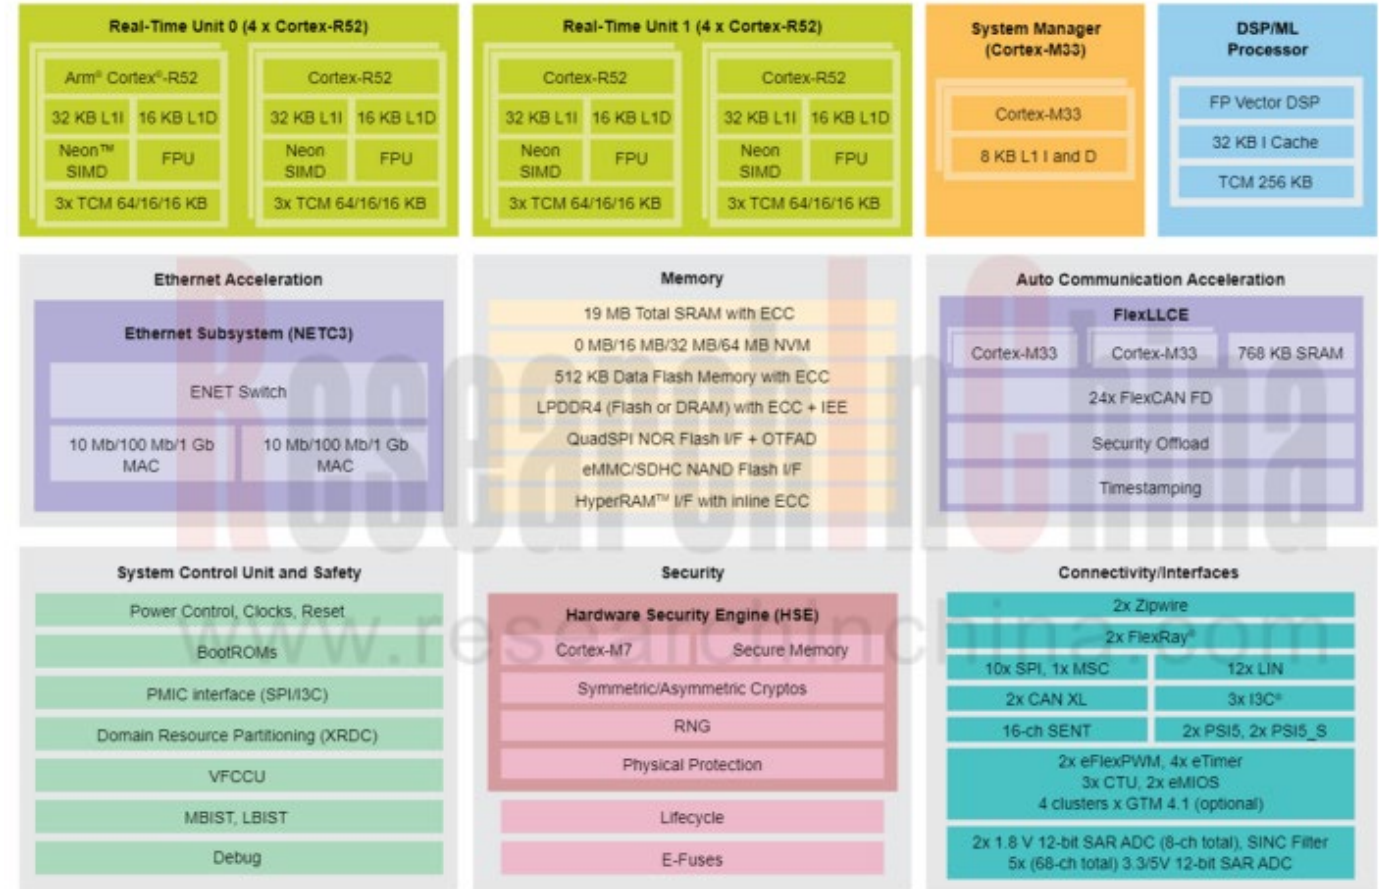 Real-Time Unit 0 (4 x Cortex-R52)
Arm® Cortex®-R52
32 KB L1I
16 KB L1D
Neon™
SIMD
FPU
3x TCM 64/16/16 KB
Cortex-R52
32 KB L1I
16 KB L1D
Neon
SIMD
FPU
3x TCM 64/16/16 KB
Real-Time Unit 1 (4 x Cortex-R52)
Cortex-R52
32 KB L1I
16 KB L1D
Neon
SIMD
FPU
3x TCM 64/16/16 KB
Cortex-R52
32 KB L1I
16 KB L1D
Neon
SIMD
FPU
3x TCM 64/16/16 KB
System Manager
(Cortex-M33)
Cortex-M33
8 KB L1 I and D
DSP/ML
Processor
FP Vector DSP
32 KB I Cache
TCM 256 KB
Ethernet Acceleration
Ethernet Subsystem (NETC3)
ENET Switch
10 Mb/100 Mb/1 Gb
MAC
10 Mb/100 Mb/1 Gb
MAC
Memory
19 MB Total SRAM with ECC
0 MB/16 MB/32 MB/64 MB NVM
512 KB Data Flash Memory with ECC
LPDDR4 (Flash or DRAM) with ECC + IEE
QuadSPI NOR Flash I/F + OTFAD
eMMC/SDHC NAND Flash I/F
HyperRAM™ I/F with inline ECC
Auto Communication Acceleration
FlexLLCE
Cortex-M33
Cortex-M33
768 KB SRAM
24x FlexCAN FD
Security Offload
Timestamping
ResearchInChina
www.researchinchina.com
System Control Unit and Safety
Power Control, Clocks, Reset
BootROMs
PMIC interface (SPI/I3C)
Domain Resource Partitioning (XRDC)
VFCCU
MBIST, LBIST
Debug
Security
Hardware Security Engine (HSE)
Cortex-M7
Secure Memory
Symmetric/Asymmetric Cryptos
RNG
Physical Protection
Lifecycle
E-Fuses
Connectivity/Interfaces
2x Zipwire
2x FlexRay
10x SPI, 1x MSC
12x LIN
2x CAN XL
3x I3C®
16-ch SENT
2x PSI5, 2x PSI5_S
2x eFlexPWM, 4x eTimer
3x CTU, 2x eMIOS
4 clusters x GTM 4.1 (optional)
2x 1.8 V 12-bit SAR ADC (8-ch total), SINC Filter
5x (68-ch total) 3.3/5V 12-bit SAR ADC